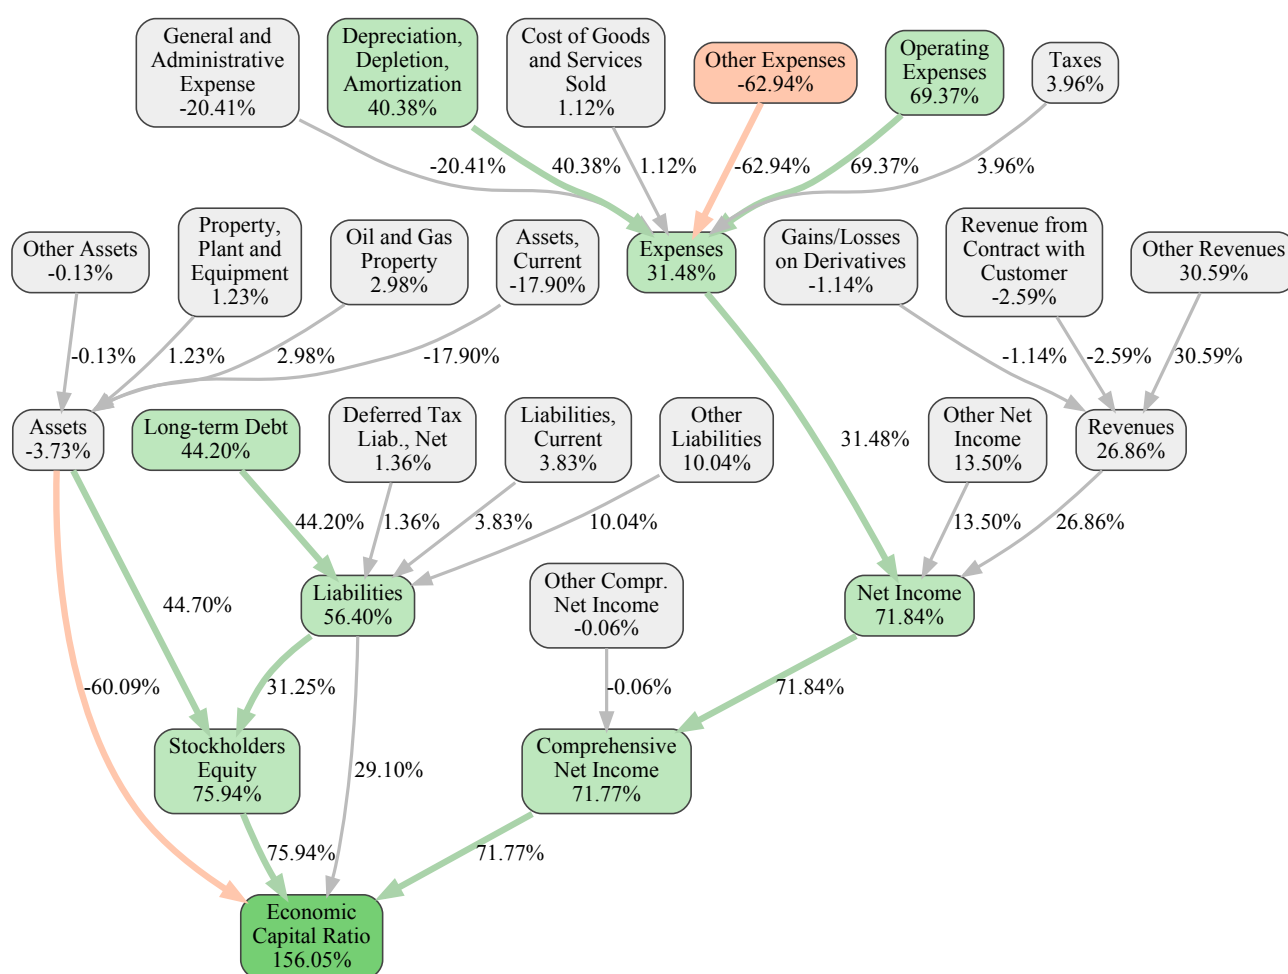 General and
Administrative
Expense
-20.41%
Depreciation,
Depletion,
Amortization
40.38%
Cost of Goods
and Services
Sold
1.12%
Other Expenses
-62.94%
Operating
Expenses
69.37%
Taxes
3.96%
-20.41%
40.38%
1.12%
-62.94%
69.37%
3.96%
Other Assets
-0.13%
Property,
Plant and
Equipment
1.23%
Oil and Gas
Property
2.98%
Assets,
Current
-17.90%
Expenses
31.48%
Gains/Losses
on Derivatives
-1.14%
Revenue from
Contract with
Customer
-2.59%
Other Revenues
30.59%
-0.13%
1.23%
2.98%
-17.90%
-1.14%
-2.59%
30.59%
Assets
-3.73%
Long-term Debt
44.20%
Deferred Tax
Liab., Net
1.36%
Liabilities,
Current
3.83%
Other
Liabilities
10.04%
31.48%
Other Net
Income
13.50%
Revenues
26.86%
44.20%
1.36%
3.83%
10.04%
13.50%
26.86%
44.70%
Liabilities
56.40%
Other Compr.
Net Income
-0.06%
Net Income
71.84%
-60.09%
31.25%
-0.06%
71.84%
Stockholders
Equity
75.94%
29.10%
Comprehensive
Net Income
71.77%
75.94%
71.77%
Economic
Capital Ratio
156.05%